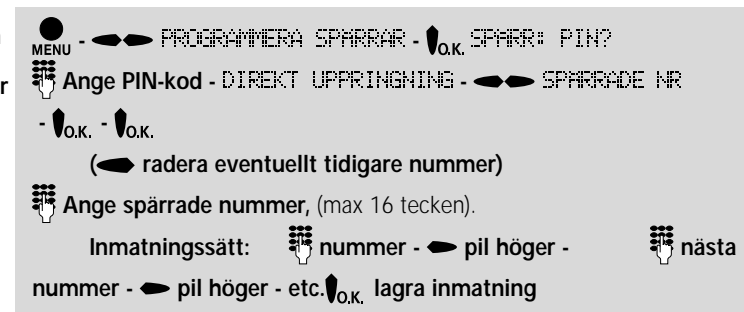 MENU - PROGRAMMERA SPÄRRAR - O.K. SPÄRR: PIN?
r Ange PIN-kod - DIREKT UPPRINGNING - SPÄRRADE NR
- O.K. - O.K.
( radera eventuellt tidigare nummer)
Ange spärrade nummer, (max 16 tecken).
Inmatningssätt: nummer - pil höger - nästa
nummer - pil höger - etc. O.K. lagra inmatning